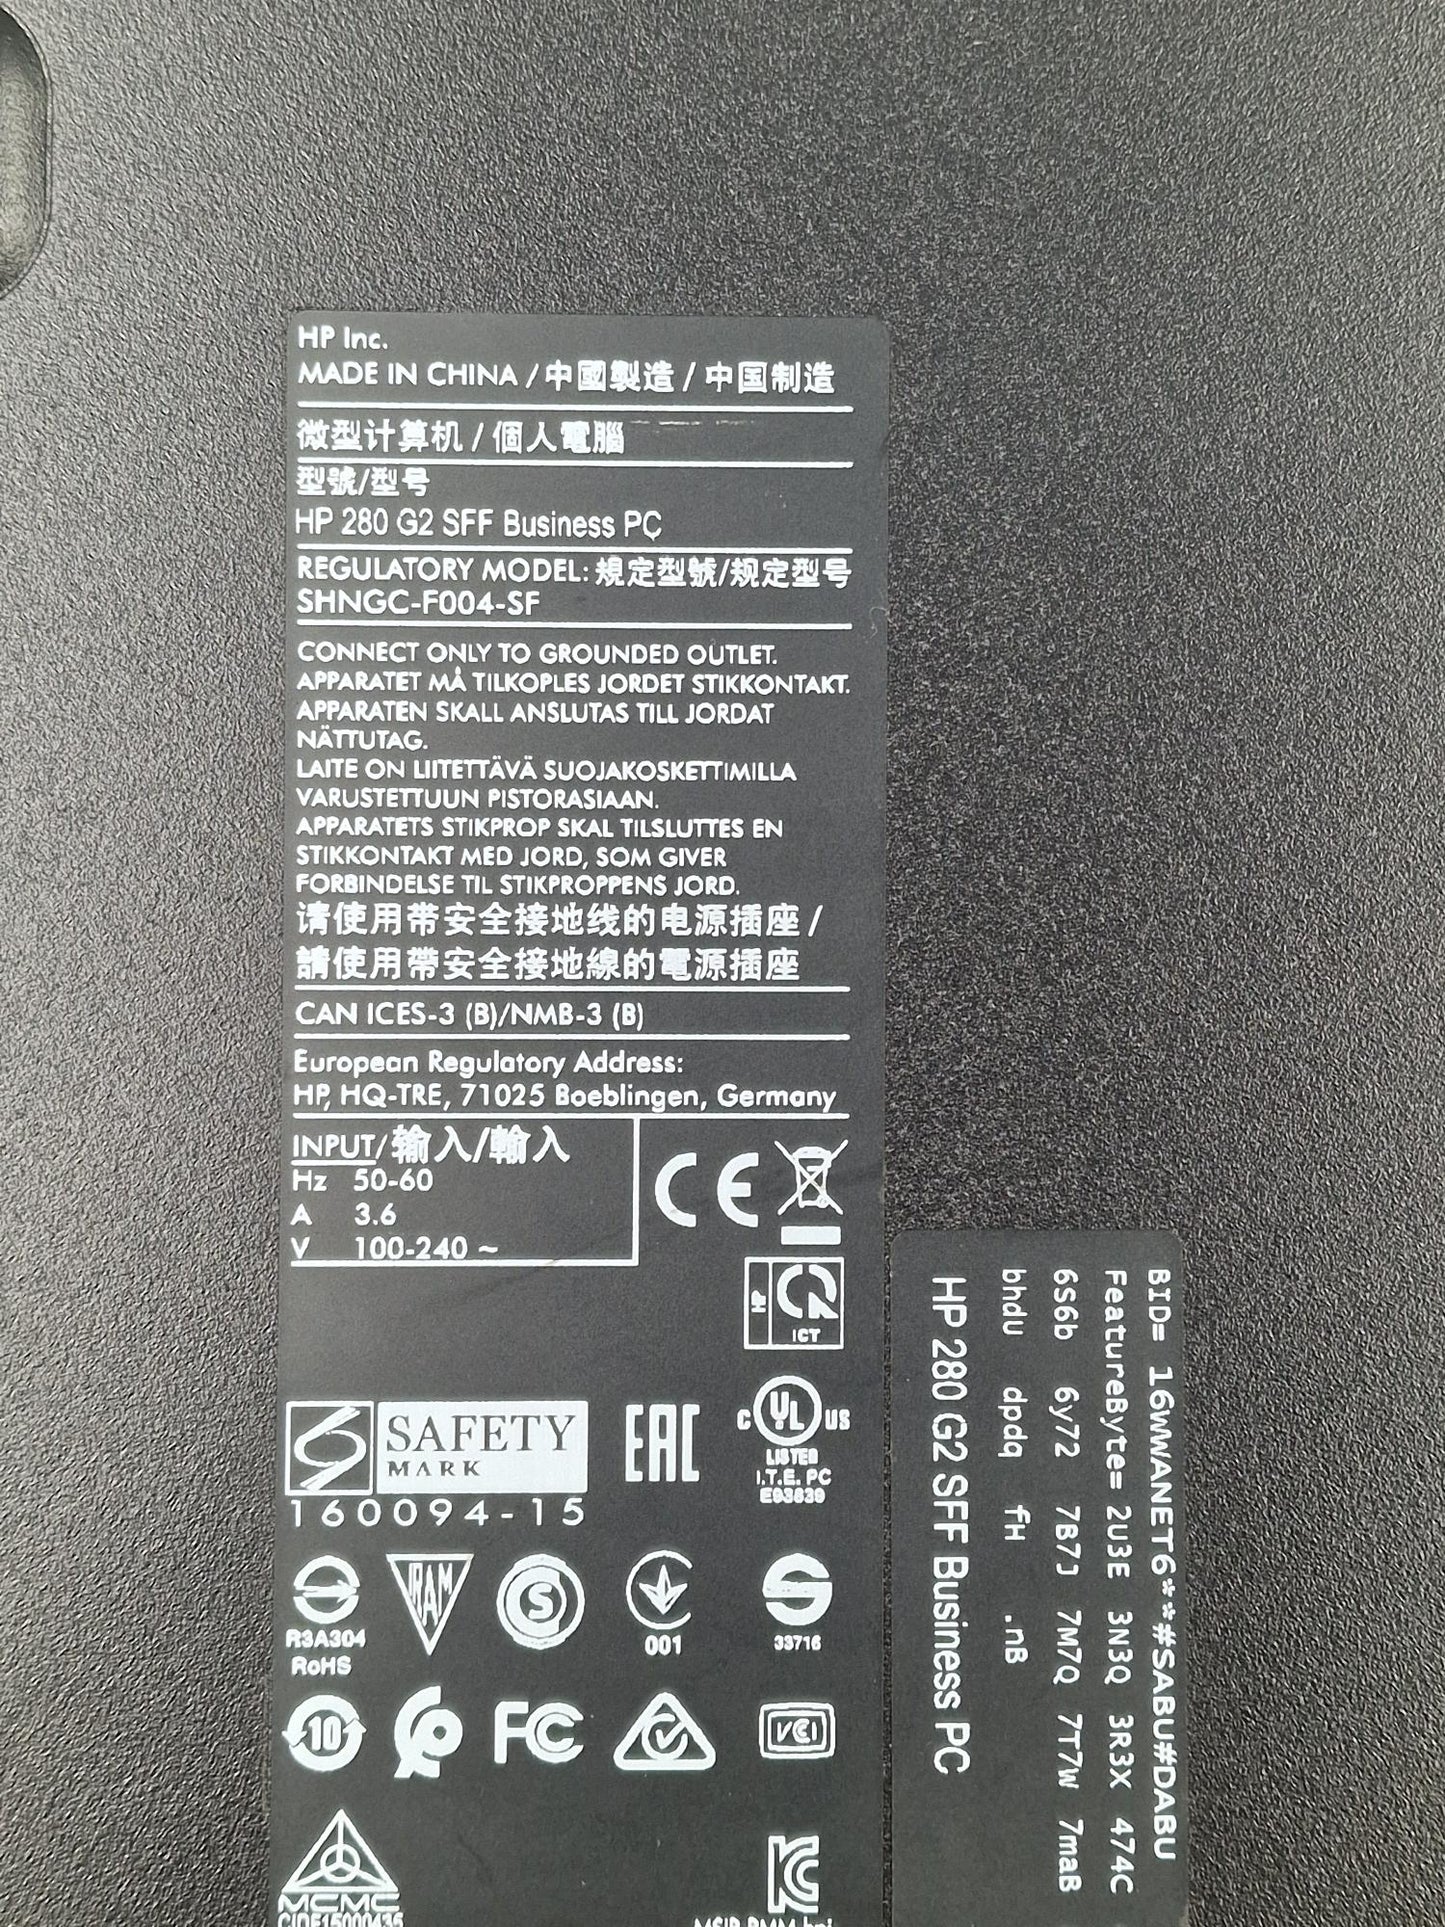 HP Inc.
MADE IN CHINA / 中國製造 / 中国制造
微型计算机 / 個人電腦
型號/型号
HP 280 G2 SFF Business PC
REGULATORY MODEL: 規定型號/规定型号
SHNGC-F004-SF
CONNECT ONLY TO GROUNDED OUTLET.
APPARATET MÅ TILKOPLES JORDET STIKKONTAKT.
APPARATEN SKALL ANSLUTAS TILL JORDAT
NÄTTUTAG.
LAITE ON LIITETTÄVÄ SUOJAKOSKETTIMILLA
VARUSTETTUUN PISTORASIAAN.
APPARATETS STIKPROP SKAL TILSLUTTES EN
STIKKONTAKT MED JORD, SOM GIVER
FORBINDELSE TIL STIKPROPPENS JORD.
请使用带安全接地线的电源插座 /
請使用帶安全接地線的電源插座
CAN ICES-3 (B)/NMB-3 (B)
European Regulatory Address:
HP, HQ-TRE, 71025 Boeblingen, Germany
INPUT/输入/輸入
Hz 50-60
A 3.6
V 100-240 ~
CE
HP
ICT
SAFETY
MARK
160094-15
EAC
C UL US
LISTED
I.T.E. PC
E93839
R3A304
RoHS
IRAM
S
001
33716
10
FC
VCI
MCMC
CIDF15000435
KC
BID= 16WWANET6**#SABU#DABU
FeatureByte= 2U3E 3N3Q 3R3X 474C
6S6b 6y72 7B7J 7M7Q 7T7W 7maB
bhdu dpdq fH .nB
HP 280 G2 SFF Business PC